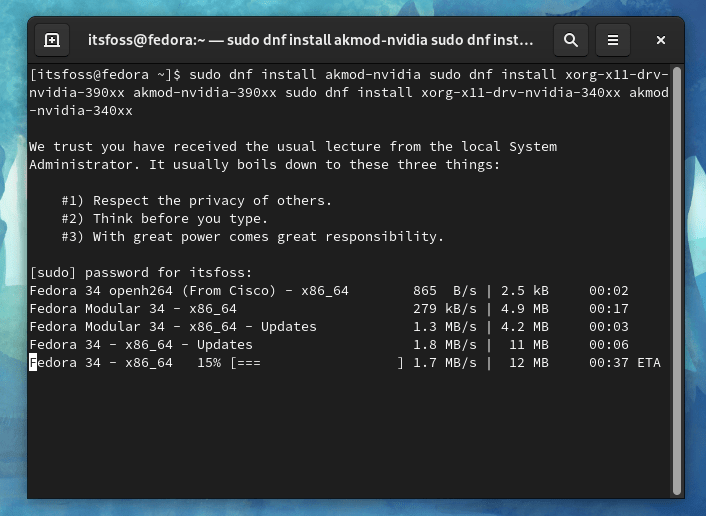 itsfoss@fedora:~ — sudo dnf install akmod-nvidia sudo dnf inst…
[itsfoss@fedora ~]$ sudo dnf install akmod-nvidia sudo dnf install xorg-x11-drv-
nvidia-390xx akmod-nvidia-390xx sudo dnf install xorg-x11-drv-nvidia-340xx akmod
-nvidia-340xx
We trust you have received the usual lecture from the local System
Administrator. It usually boils down to these three things:
#1) Respect the privacy of others.
#2) Think before you type.
#3) With great power comes great responsibility.
[sudo] password for itsfoss:
Fedora 34 openh264 (From Cisco) - x86_64 865 B/s | 2.5 kB 00:02
Fedora Modular 34 - x86_64 279 kB/s | 4.9 MB 00:17
Fedora Modular 34 - x86_64 - Updates 1.3 MB/s | 4.2 MB 00:03
Fedora 34 - x86_64 - Updates 1.8 MB/s | 11 MB 00:06
Fedora 34 - x86_64 15% [=== ] 1.7 MB/s | 12 MB 00:37 ETA